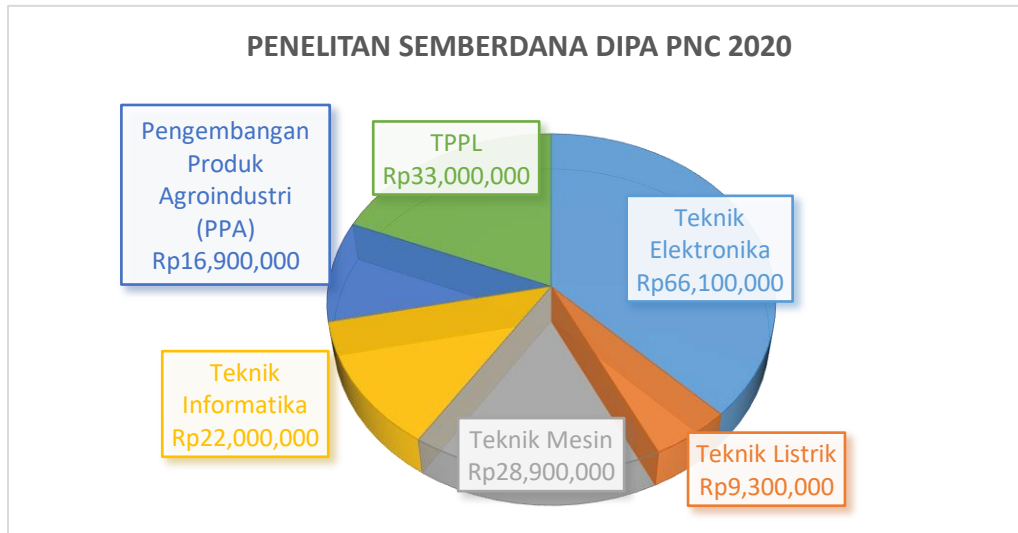 PENELITAN SEMBERDANA DIPA PNC 2020
Pengembangan
Produk
Agroindustri
(PPA)
Rp16,900,000
TPPL
Rp33,000,000
Teknik
Elektronika
Rp66,100,000
Teknik
Informatika
Rp22,000,000
Teknik Mesin
Rp28,900,000
Teknik Listrik
Rp9,300,000